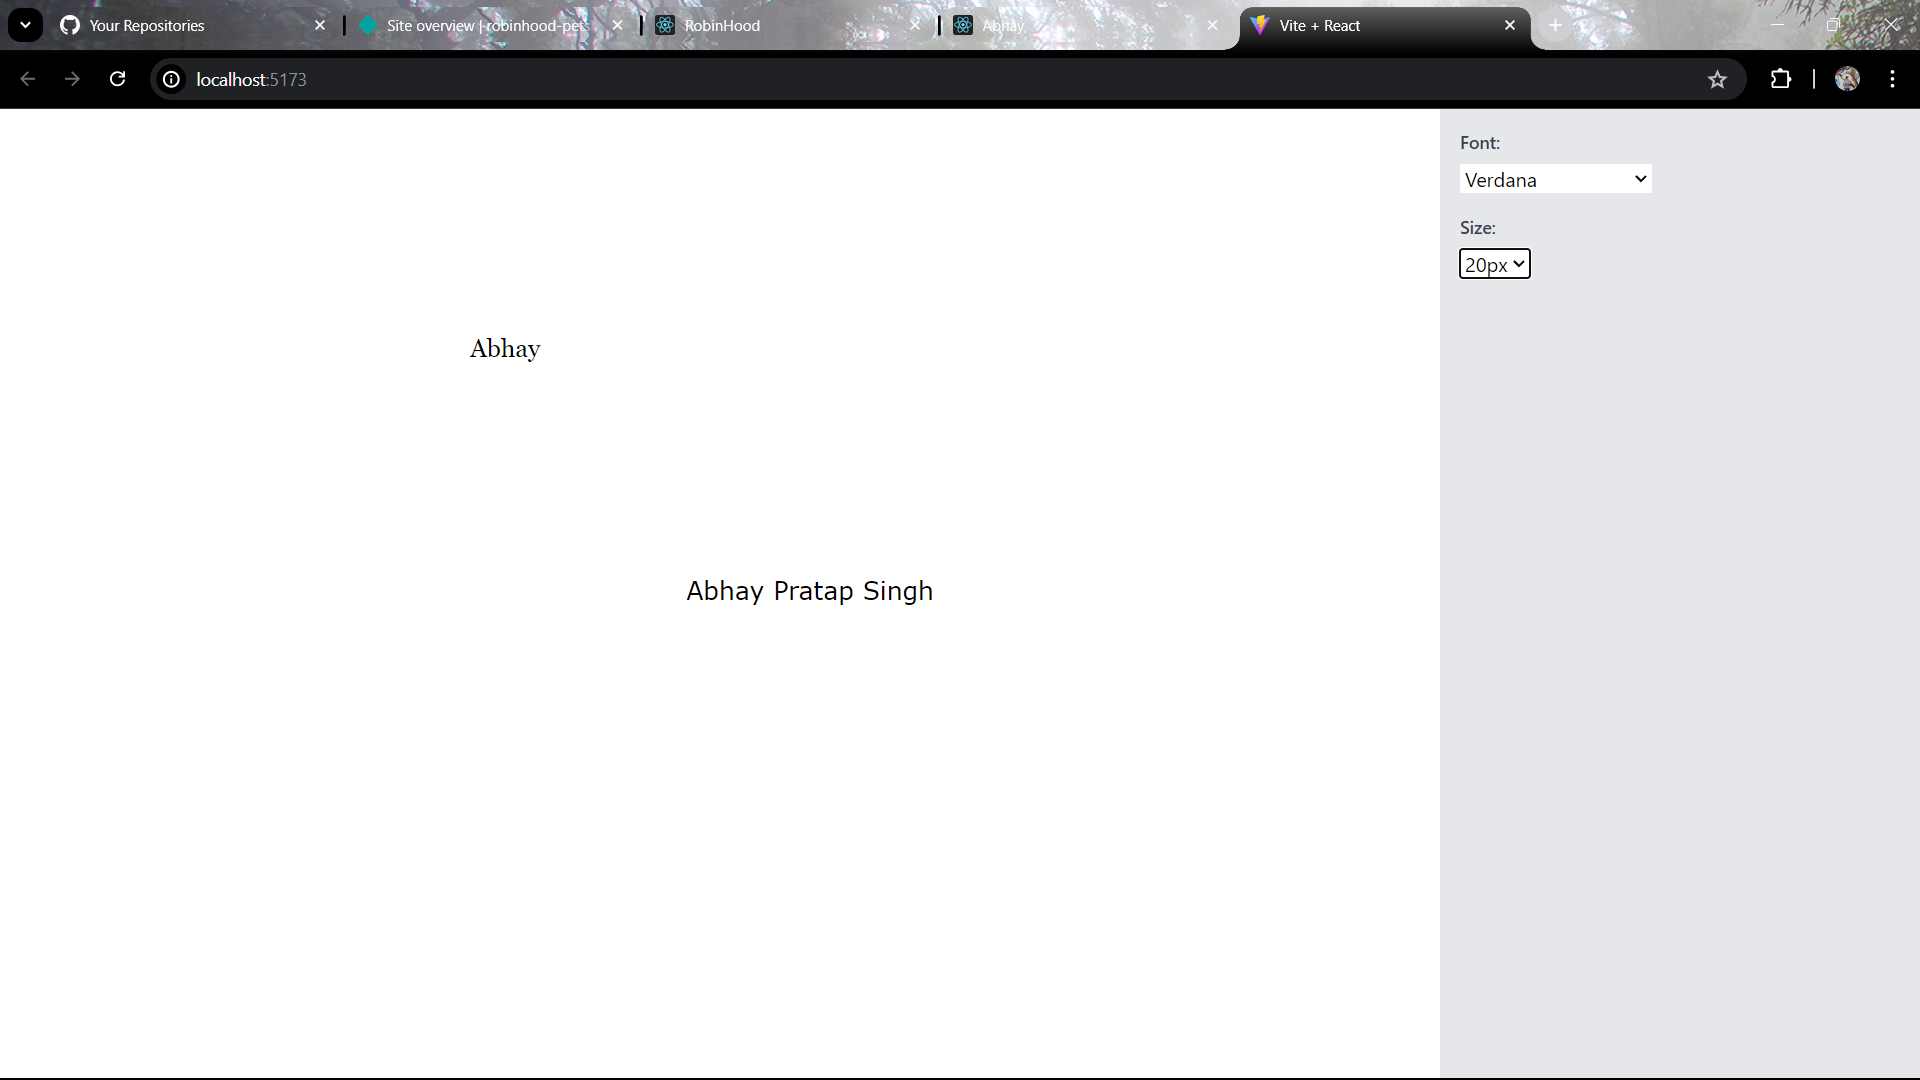 Your Repositories
Site overview | robinhood-pets
RobinHood
Abhay
Vite + React
localhost:5173
Font:
Verdana
Size:
20px
Abhay
Abhay Pratap Singh